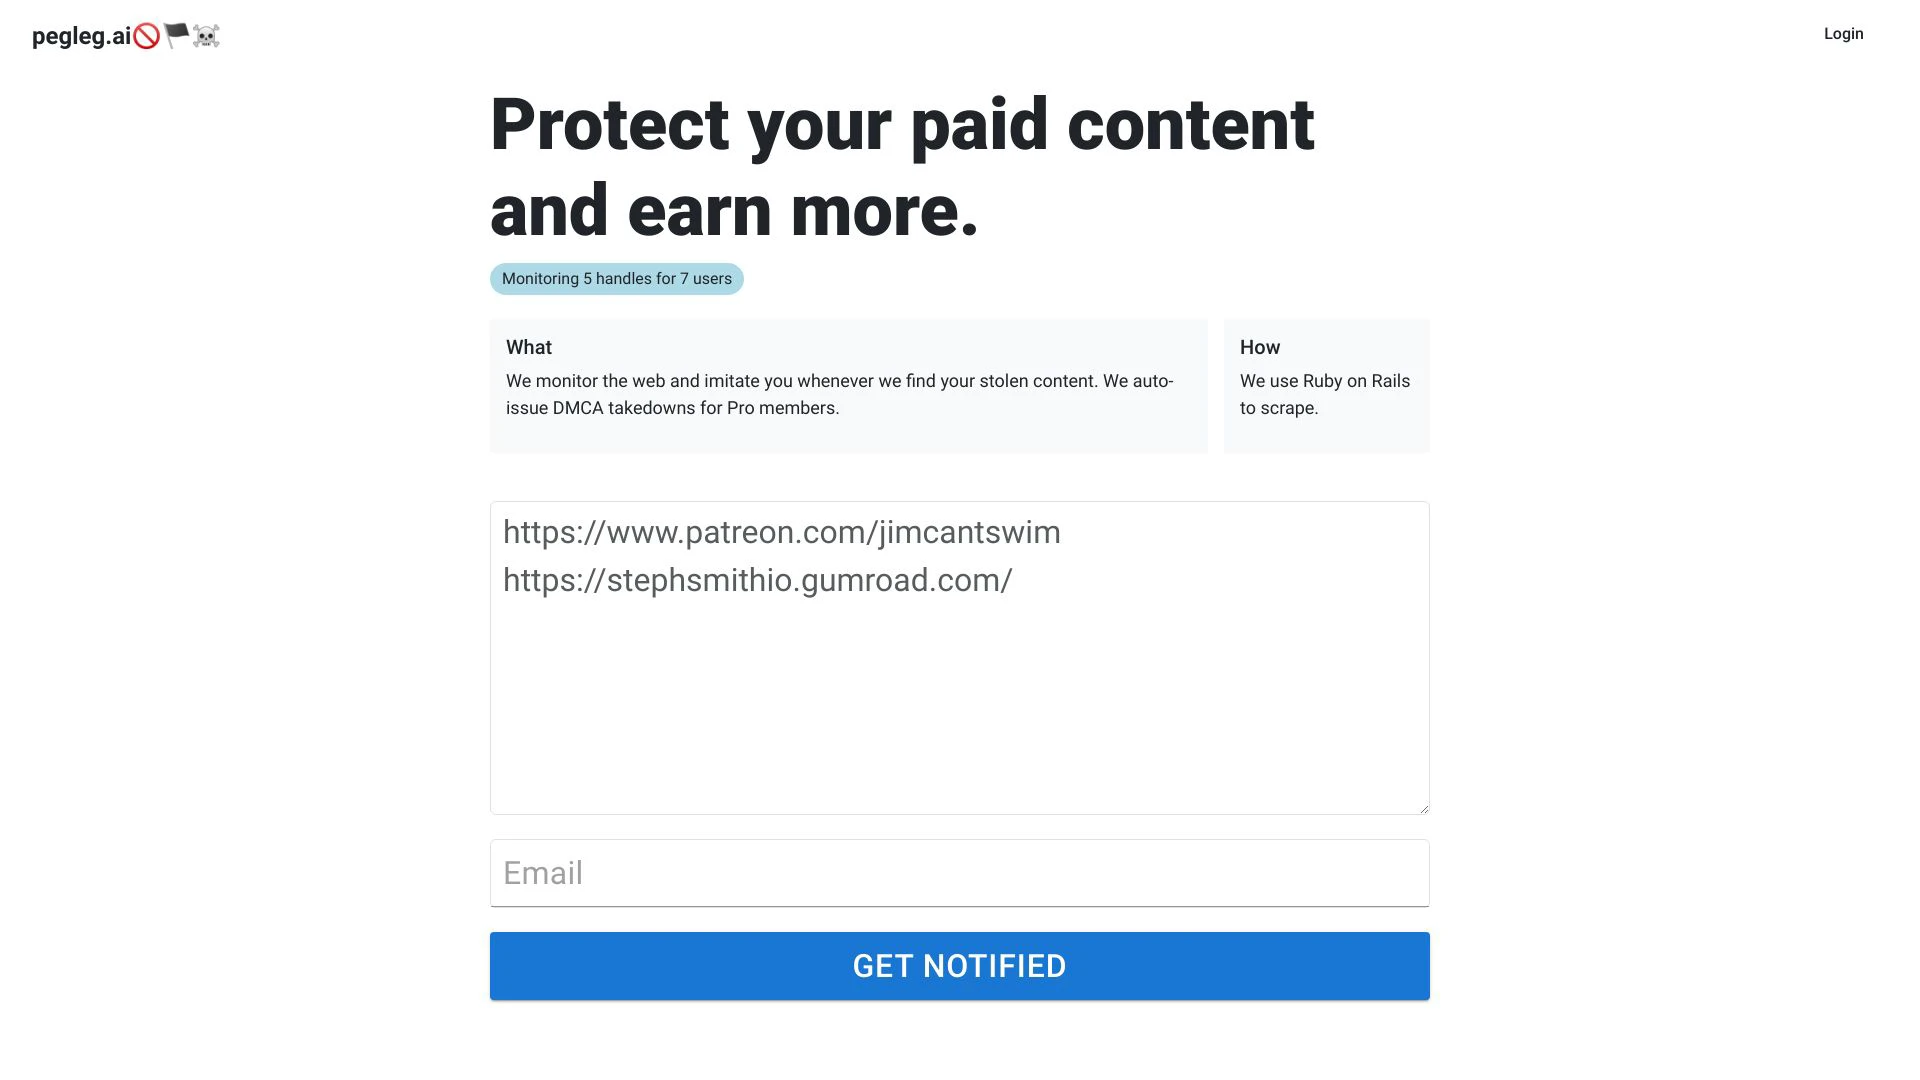 pegleg.ai🚫🏴☠️
Login
Protect your paid content
and earn more.
Monitoring 5 handles for 7 users
What
We monitor the web and imitate you whenever we find your stolen content. We auto-
issue DMCA takedowns for Pro members.
How
We use Ruby on Rails
to scrape.
https://www.patreon.com/jimcantswim
https://stephsmithio.gumroad.com/
Email
GET NOTIFIED